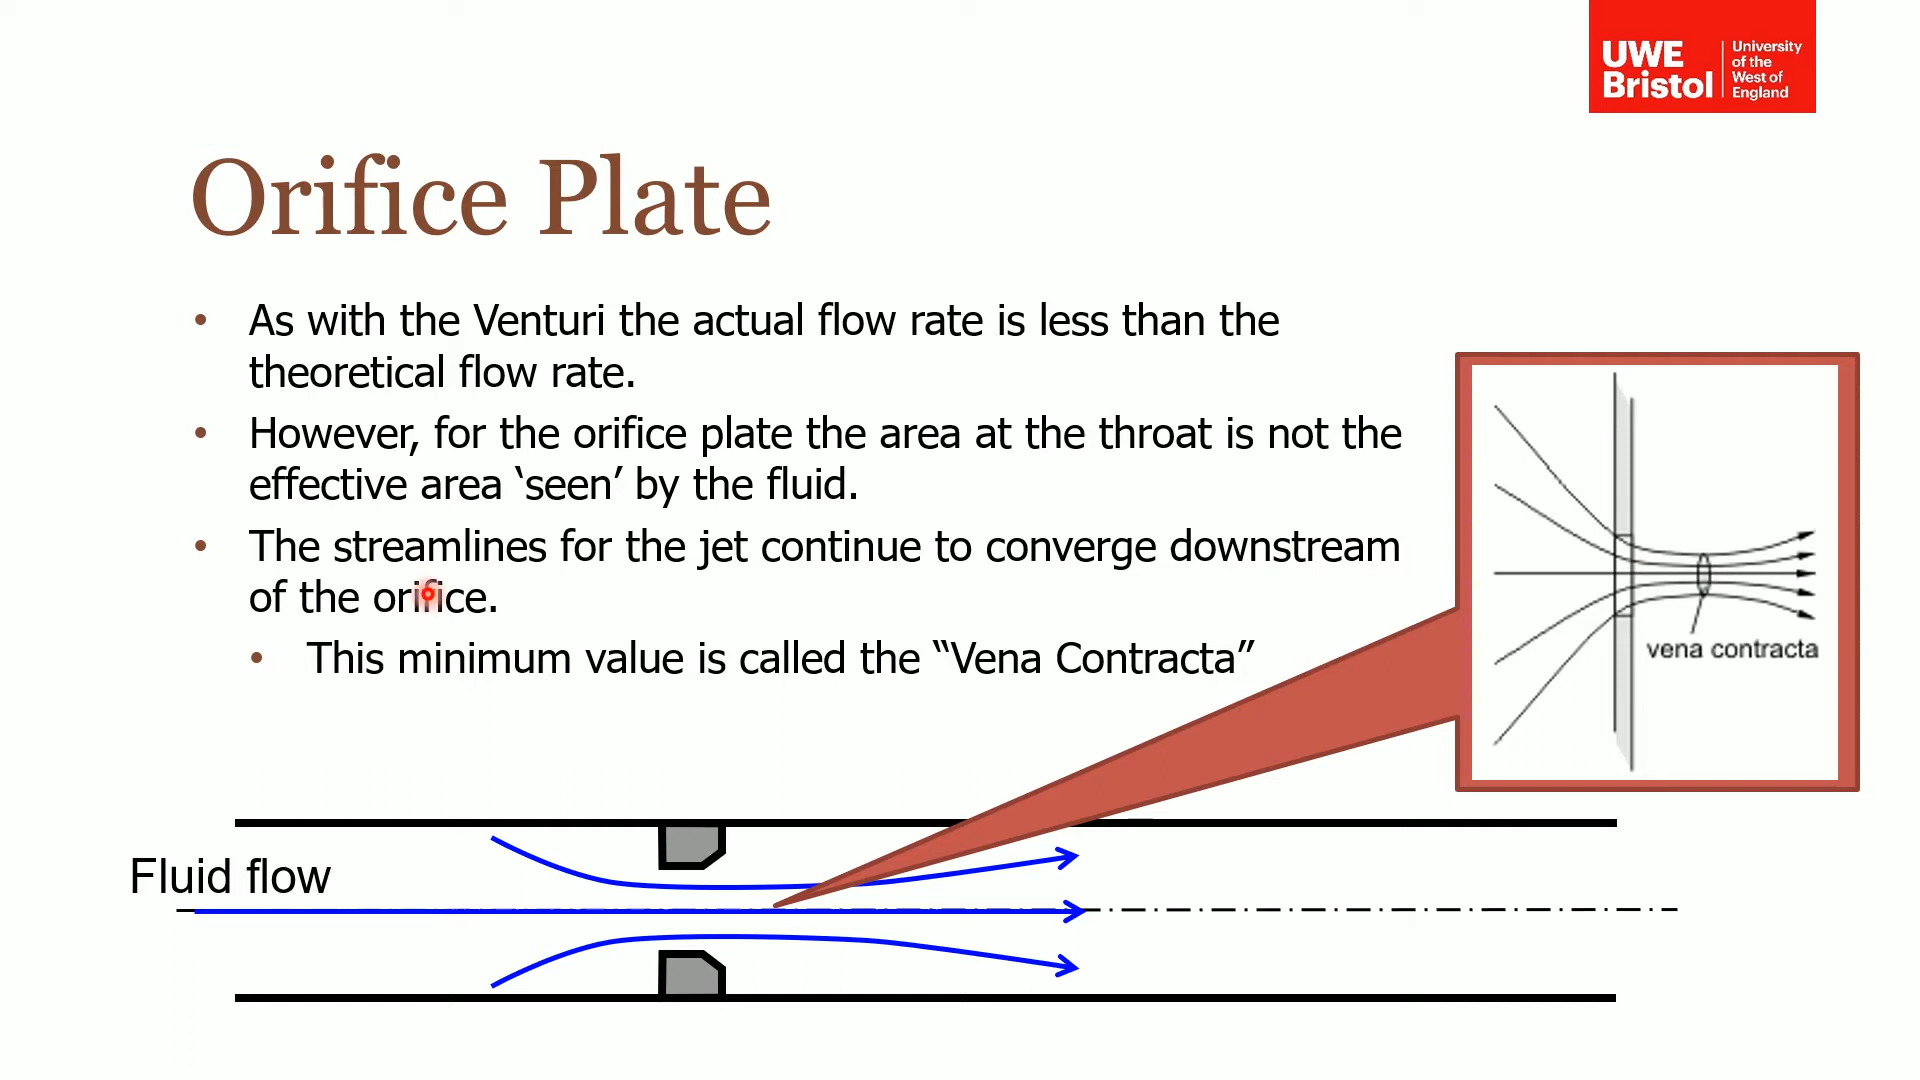 UWE
Bristol
University
of the
West of
England
Orifice Plate
• As with the Venturi the actual flow rate is less than the
theoretical flow rate.
• However, for the orifice plate the area at the throat is not the
effective area ‘seen’ by the fluid.
• The streamlines for the jet continue to converge downstream
of the orifice.
• This minimum value is called the “Vena Contracta”
vena contracta
Fluid flow